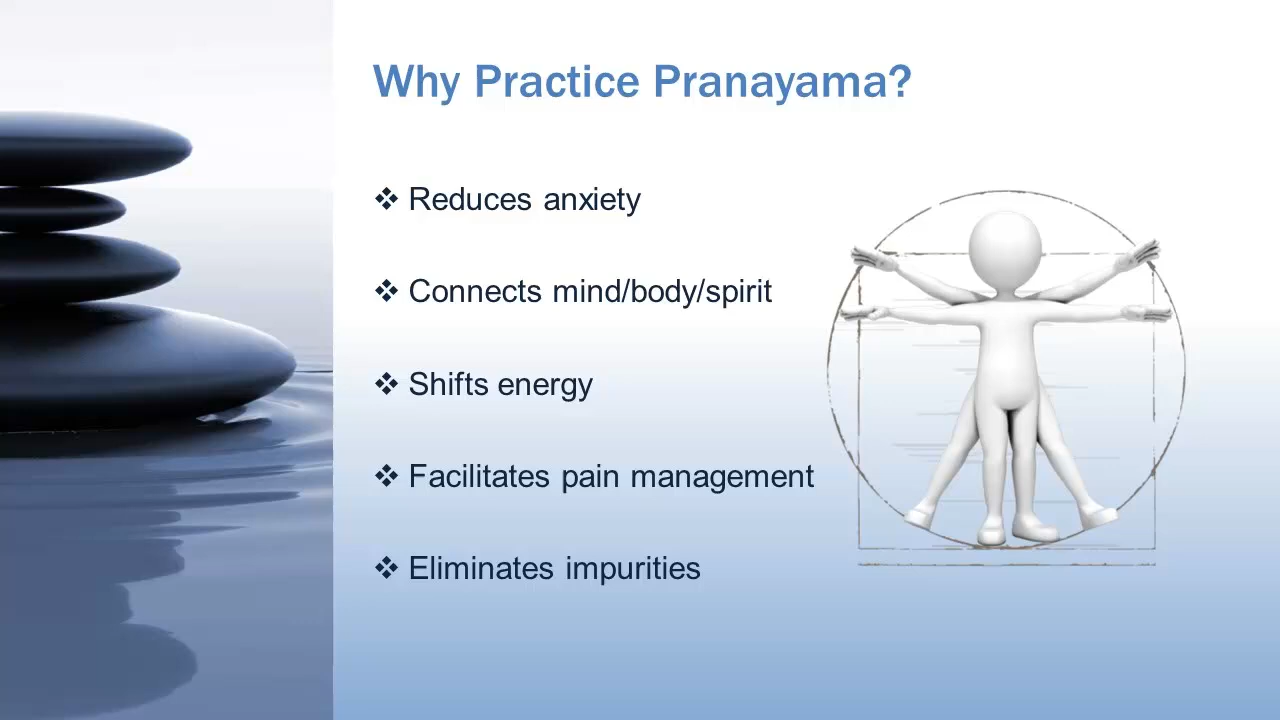 Why Practice Pranayama?
❖ Reduces anxiety
❖ Connects mind/body/spirit
❖ Shifts energy
❖ Facilitates pain management
❖ Eliminates impurities